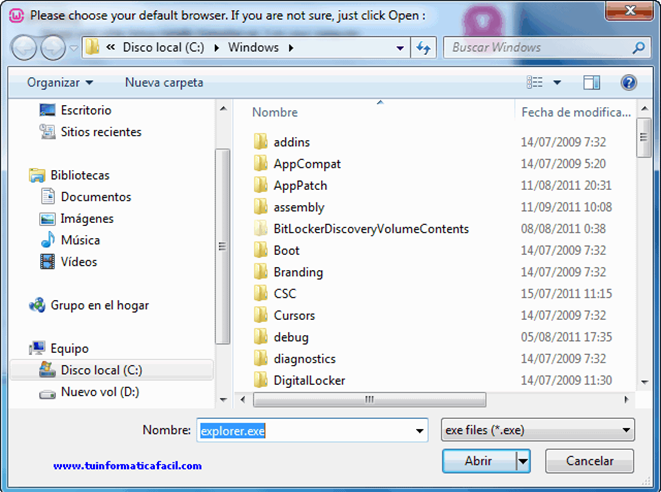 Please choose your default browser. If you are not sure, just click Open :
« Disco local (C:) Windows
Buscar Windows
Organizar Nueva carpeta
Escritorio
Sitios recientes
Bibliotecas
Documentos
Imágenes
Música
Vídeos
Grupo en el hogar
Equipo
Disco local (C:)
Nuevo vol (D:)
Nombre Fecha de modifica...
addins 14/07/2009 7:32
AppCompat 14/07/2009 5:20
AppPatch 11/08/2011 20:31
assembly 11/09/2011 10:08
BitLockerDiscoveryVolumeContents 08/08/2011 0:38
Boot 14/07/2009 7:32
Branding 14/07/2009 7:32
CSC 15/07/2011 11:15
Cursors 14/07/2009 7:32
debug 05/08/2011 17:35
diagnostics 14/07/2009 7:32
DigitalLocker 14/07/2009 11:30
Nombre: explorer.exe exe files (*.exe)
Abrir Cancelar
www.tuinformaticafacil.com